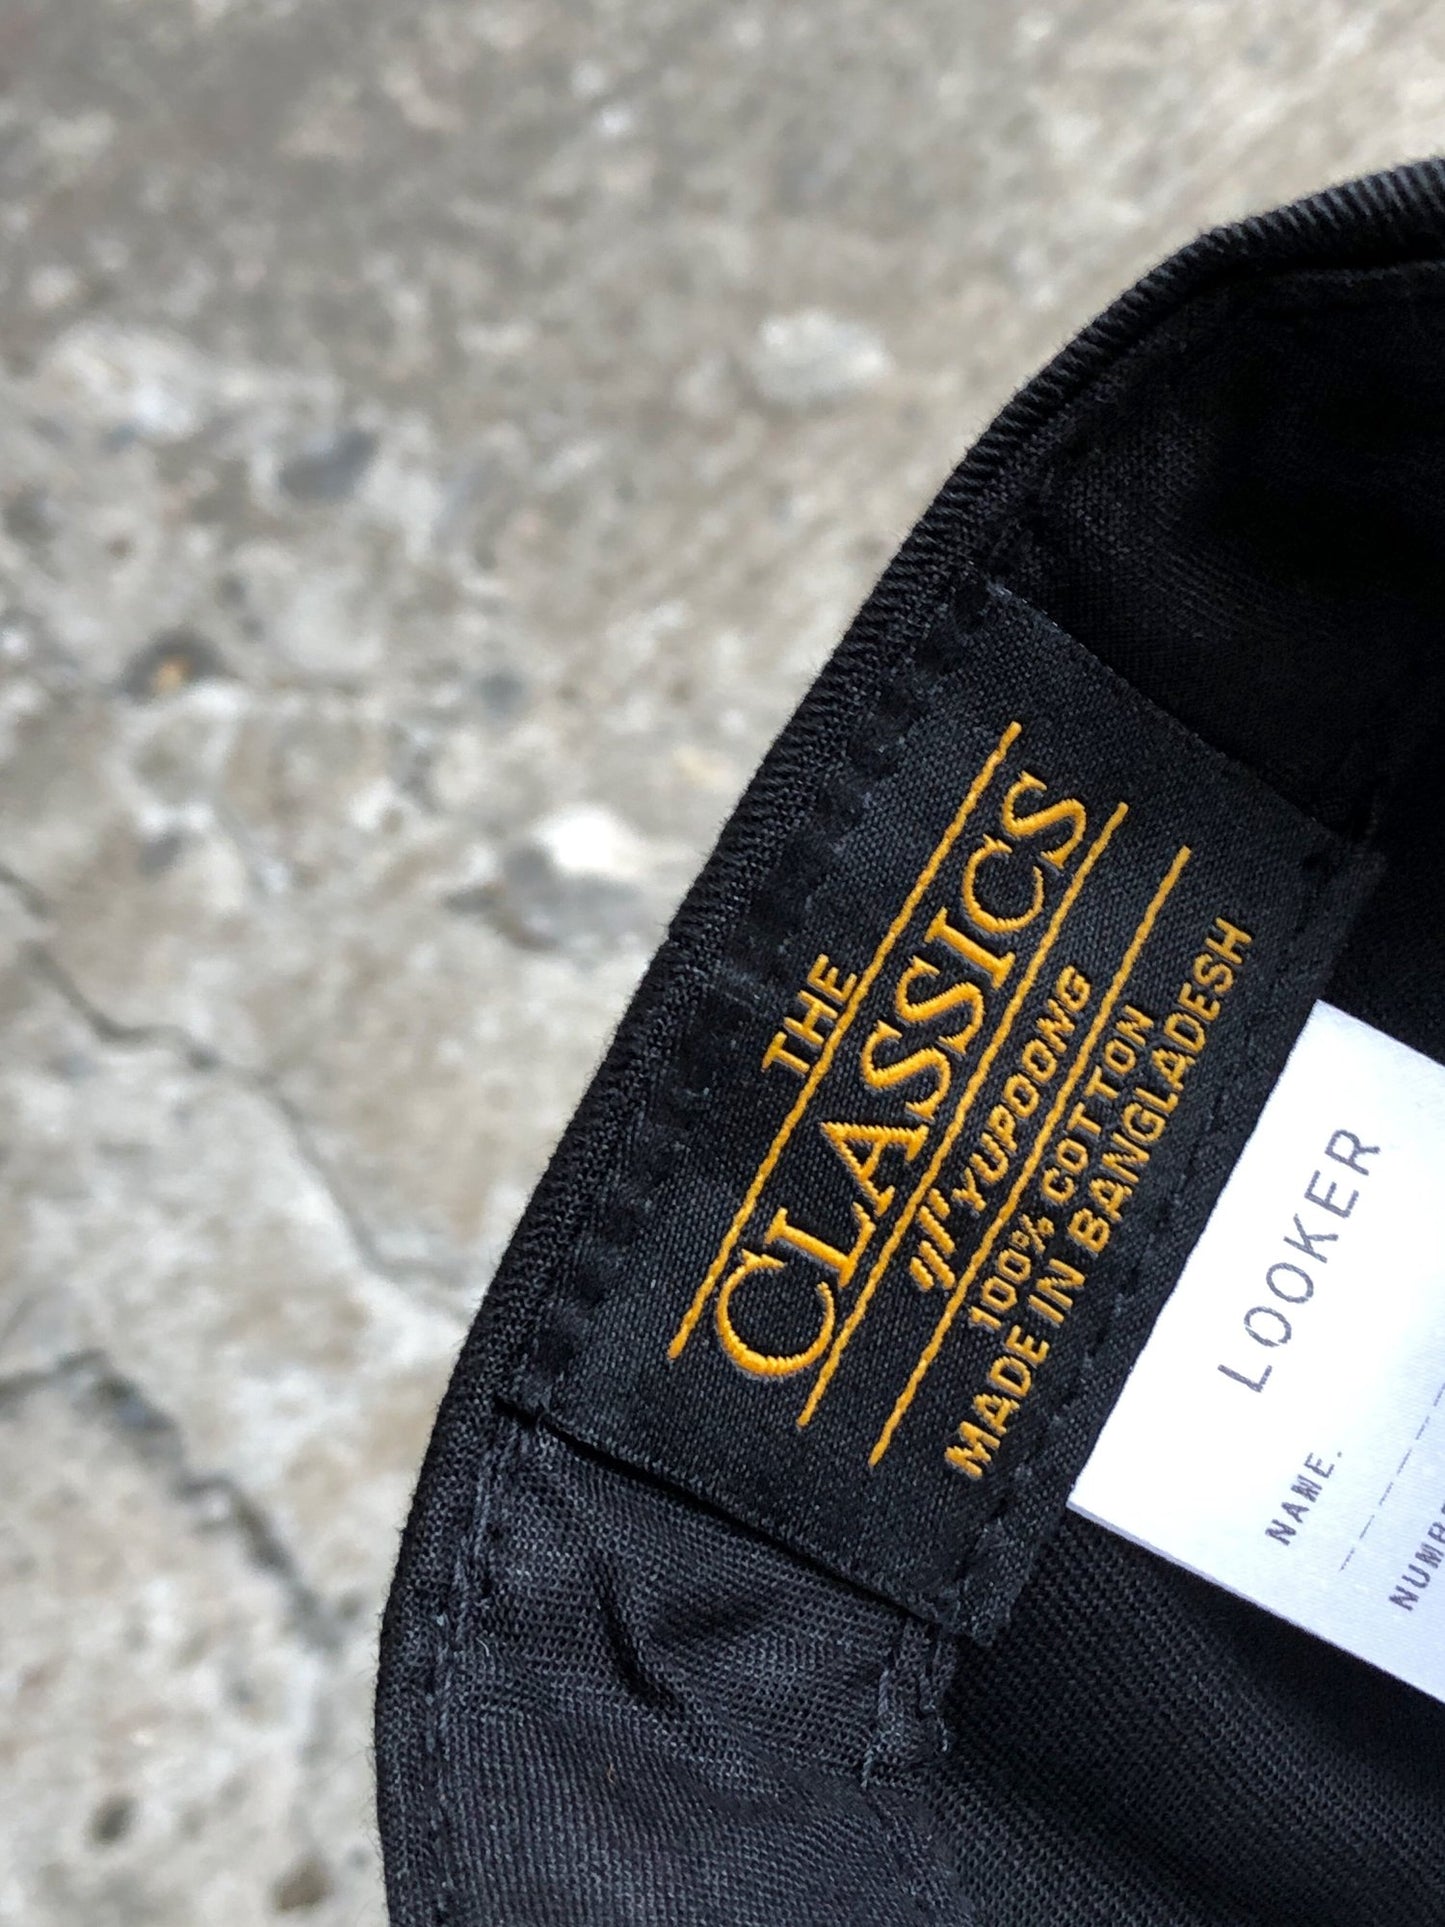 THE
CLASSICS
YUPOONG
100% COTTON
MADE IN BANGLADESH
LOOKER
NAME.